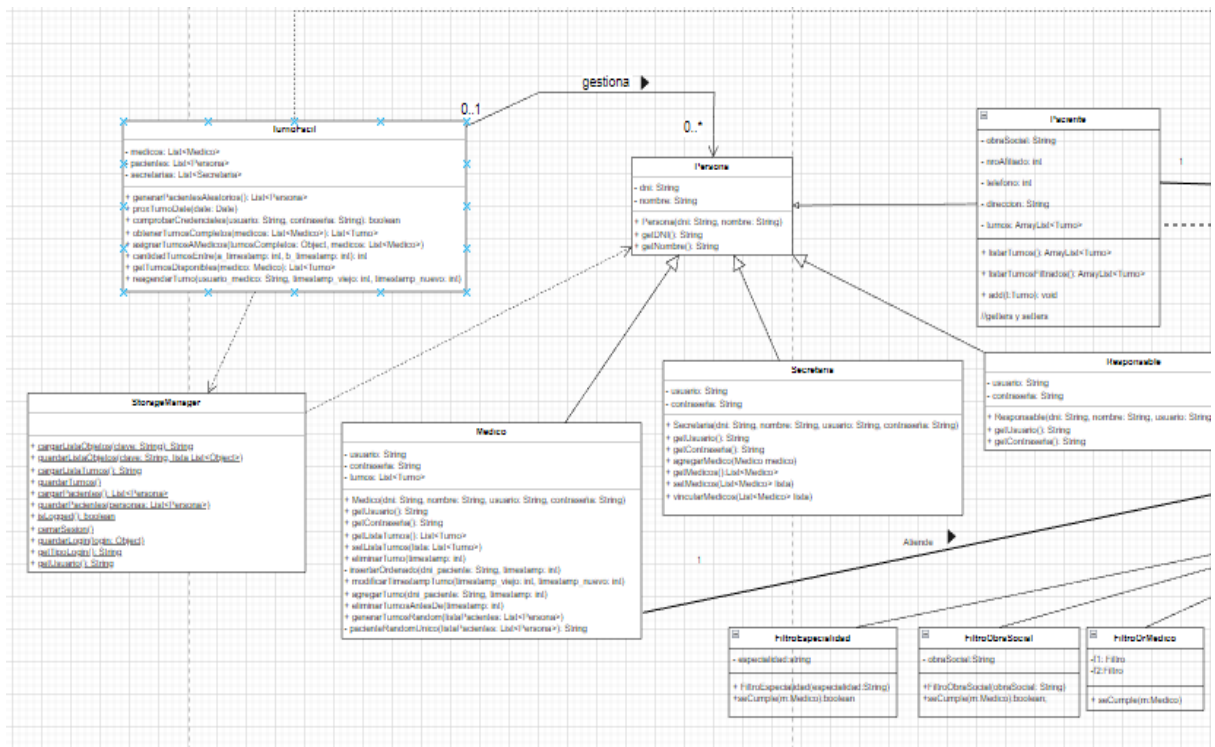 gestiona
0..1
0..*
TurnoFacil
- medicos: List<Medico>
- pacientes: List<Persona>
- secretarias: List<Secretaria>
+ generarPacientesAleatorios(): List<Persona>
- proxTurnoDate(date: Date)
+ comprobarCredenciales(usuario: String, contraseña: String): boolean
+ obtenerTurnosCompletos(medicos: List<Medico>): List<Turno>
+ asignarTurnosAMedicos(turnosCompletos: Object, medicos: List<Medico>)
+ cantidadTurnosEntre(a_timestamp: int, b_timestamp: int): int
+ getTurnosDisponibles(medico: Medico): List<Turno>
+ reagendarTurno(usuario_medico: String, timestamp_viejo: int, timestamp_nuevo: int)
Persona
- dni: String
- nombre: String
+ Persona(dni: String, nombre: String)
+ getDNI(): String
+ getNombre(): String
Paciente
- obraSocial: String
- nroAfiliado: int
- telefono: int
- direccion: String
- turnos: ArrayList<Turno>
+ listarTurnos(): ArrayList<Turno>
+ listarTurnosFiltrados(): ArrayList<Turno>
+ add(t:Turno): void
//getters y setters
1
StorageManager
+ cargarListaObjetos(clave: String): String
+ guardarListaObjetos(clave: String, lista List<Object>)
+ cargarListaTurnos(): String
+ guardarTurnos()
+ cargarPacientes(): List<Persona>
+ guardarPacientes(personas: List<Persona>)
+ isLogged(): boolean
+ cerrarSesion()
+ guardarLogin(login: Object)
+ getTipoLogin(): String
+ getUsuario(): String
Medico
- usuario: String
- contraseña: String
- turnos: List<Turno>
+ Medico(dni: String, nombre: String, usuario: String, contraseña: String)
+ getUsuario(): String
+ getContraseña(): String
+ getListaTurnos(): List<Turno>
+ setListaTurnos(lista: List<Turno>)
+ eliminarTurno(timestamp: int)
- insertarOrdenado(dni_paciente: String, timestamp: int)
+ modificarTimestampTurno(timestamp_viejo: int, timestamp_nuevo: int)
+ agregarTurno(dni_paciente: String, timestamp: int)
+ eliminarTurnosAntesDe(timestamp: int)
+ generarTurnosRandom(listaPacientes: List<Persona>)
- pacienteRandomUnico(listaPacientes: List<Persona>): String
Secretaria
- usuario: String
- contraseña: String
+ Secretaria(dni: String, nombre: String, usuario: String, contraseña: String)
+ getUsuario(): String
+ getContraseña(): String
+ agregarMedico(Medico medico)
+ getMedicos():List<Medico>
+ setMedicos(List<Medico> lista)
+ vincularMedicos(List<Medico> lista)
Responsable
- usuario: String
- contraseña: String
+ Responsable(dni: String, nombre: String, usuario: String
+ getUsuario(): String
+ getContraseña(): String
Atiende
1
FiltroEspecialidad
- especialidad:string
+ FiltroEspecialidad(especialidad:String)
+seCumple(m:Medico):boolean
FiltroObraSocial
- obraSocial:String
+FiltroObraSocial(obraSocial: String)
+seCumple(m:Medico):boolean;
FiltroOrMedico
-f1: Filtro
-f2:Filtro
+ seCumple(m:Medico)